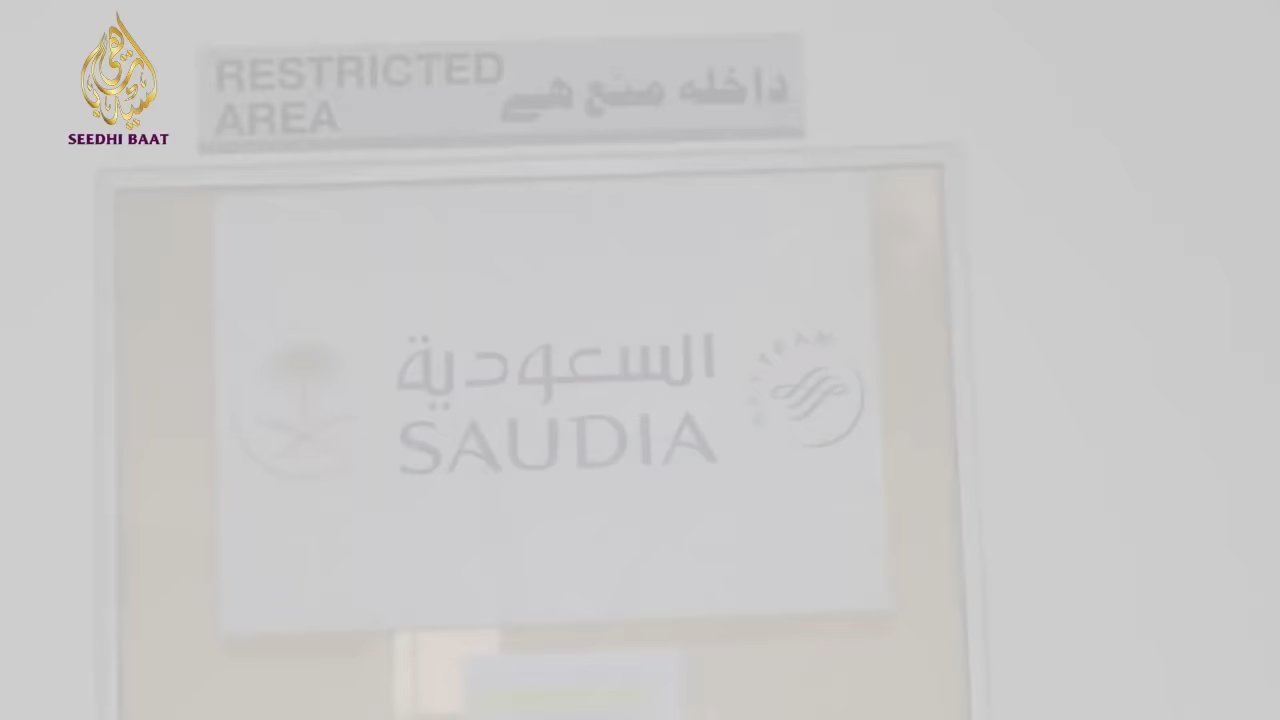 SEEDHI BAAT
RESTRICTED
AREA
داخلہ منع ہے
السعودية
SAUDIA